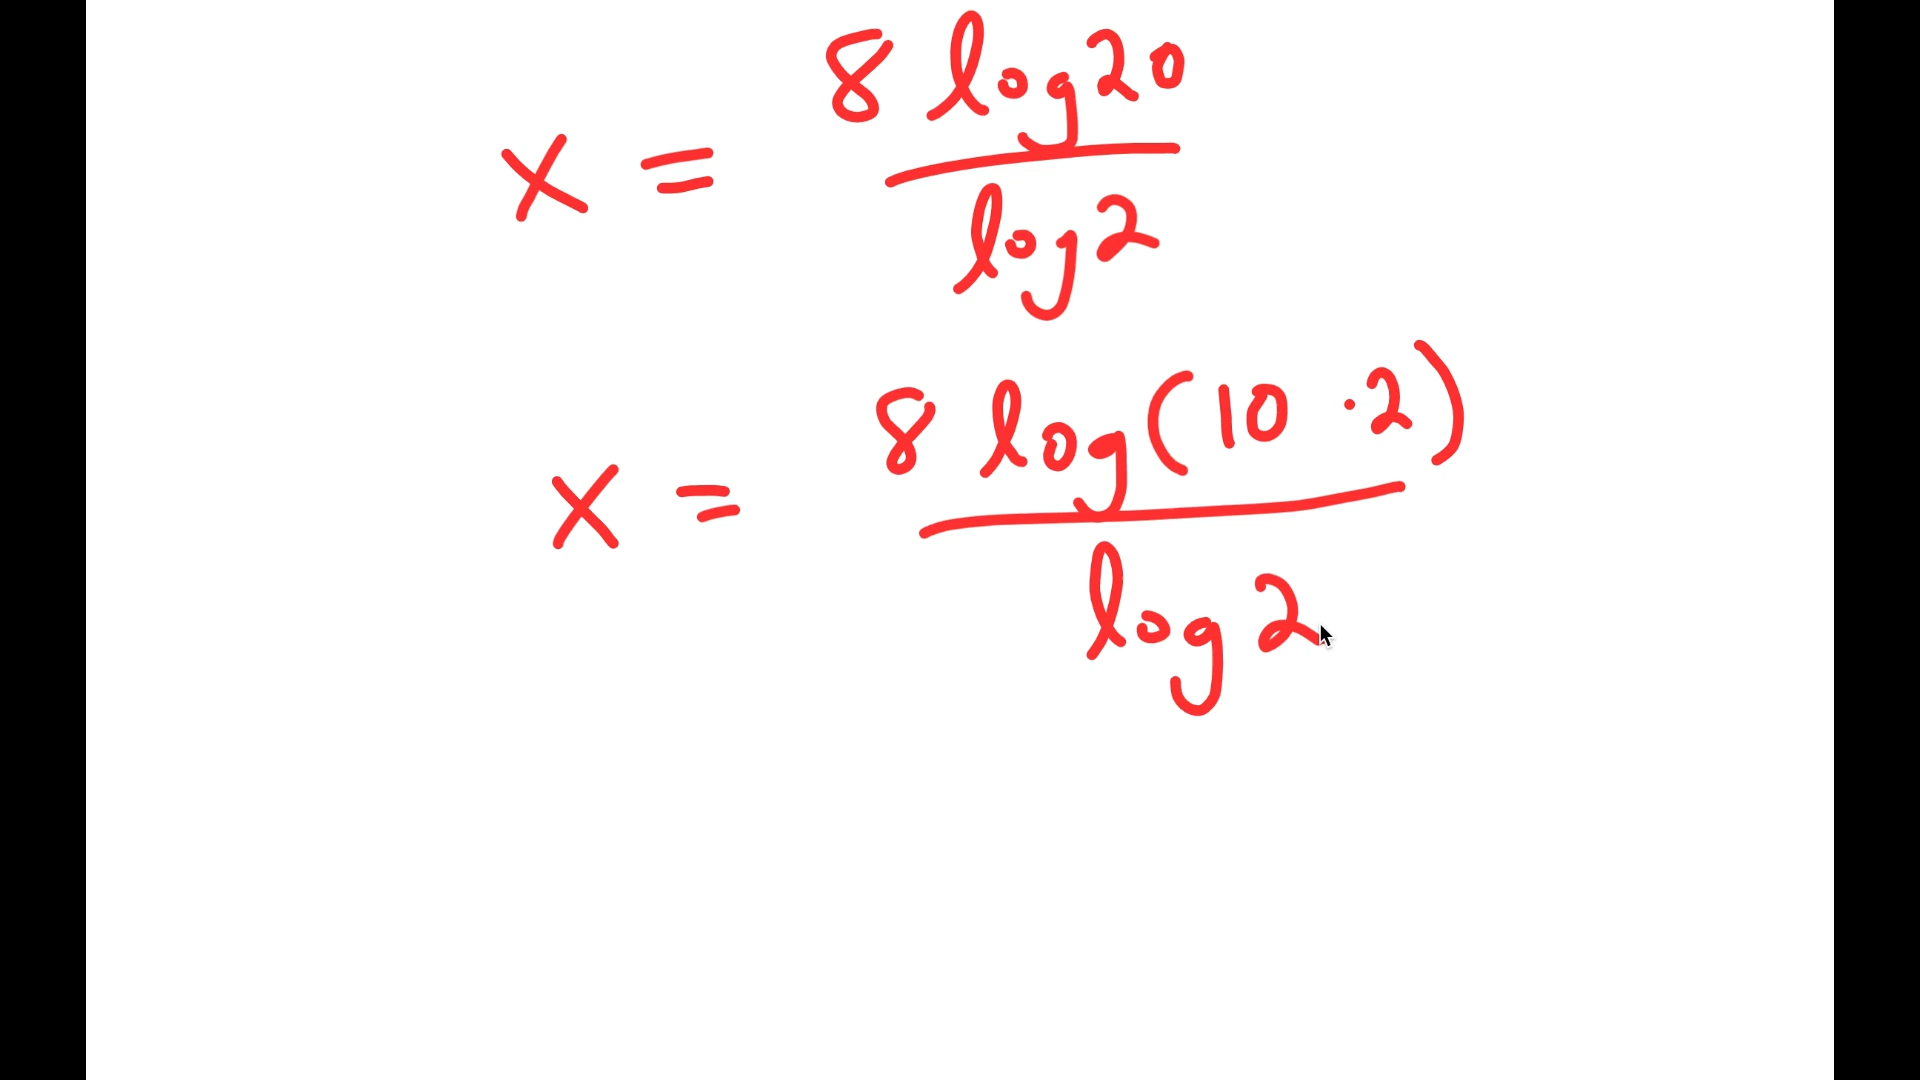 x = 8 log20 / log2
x = 8 log(10 · 2) / log 2